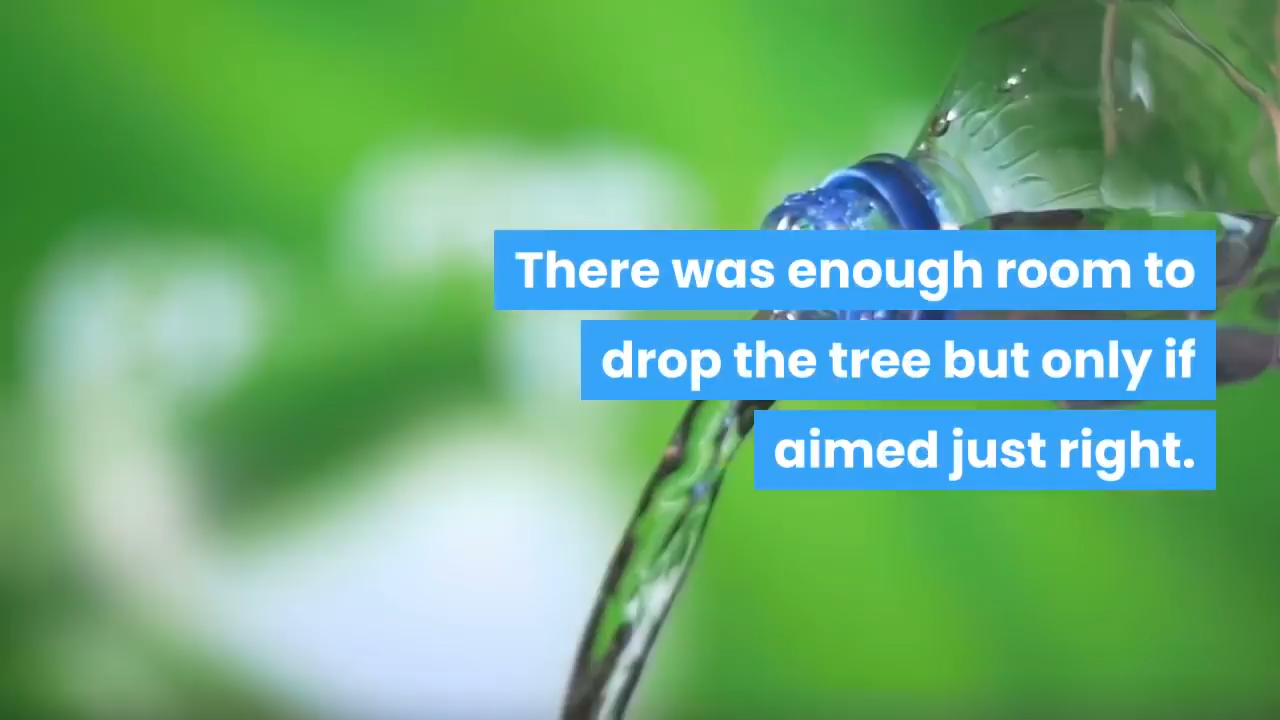 There was enough room to
drop the tree but only if
aimed just right.